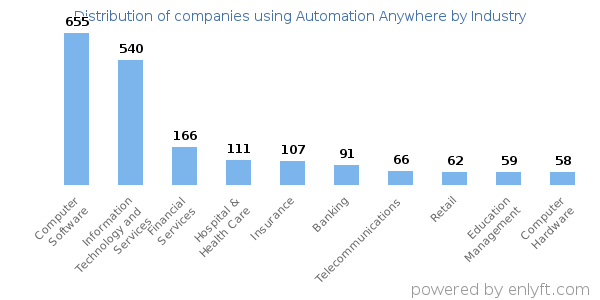 Distribution of companies using Automation Anywhere by Industry
655
540
166
111
107
91
66
62
59
58
Computer
Software
Information
Technology and
Services
Financial
Services
Hospital &
Health Care
Insurance
Banking
Telecommunications
Retail
Education
Management
Computer
Hardware
powered by enlyft.com